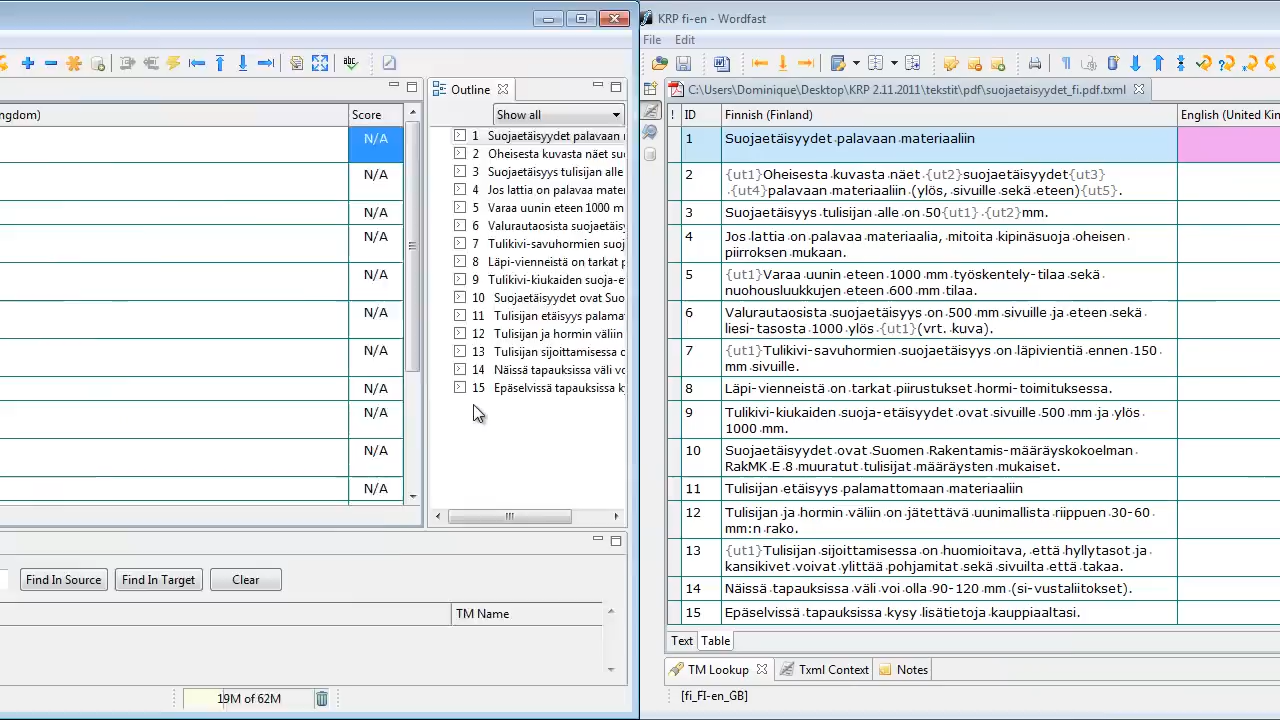 KRP fi-en - Wordfast
File Edit
ngdom)
Score
N/A
N/A
N/A
N/A
N/A
N/A
N/A
N/A
N/A
N/A
N/A
Outline
Show all
1 Suojaetäisyydet palavaan
2 Oheisesta kuvasta näet suo
3 Suojaetäisyys tulisijan alle
4 Jos lattia on palavaa mater
5 Varaa uunin eteen 1000 m
6 Valurautaosista suojaetäisy
7 Tulikivi-savuhormien suoj
8 Läpi-vienneistä on tarkat p
9 Tulikivi-kiukaiden suoja-e
10 Suojaetäisyydet ovat Suo
11 Tulisijan etäisyys palama
12 Tulisijan ja hormin väliin
13 Tulisijan sijoittamisessa o
14 Näissä tapauksissa väli vo
15 Epäselvissä tapauksissa k
Find In Source Find In Target Clear
TM Name
19M of 62M
C:\Users\Dominique\Desktop\KRP 2.11.2011\tekstit\pdf\suojaetaisyydet_fi.pdf.txml
! ID Finnish (Finland) English (United Kin
1 Suojaetäisyydet palavaan materiaaliin
2 {ut1}Oheisesta kuvasta näet {ut2}suojaetäisyydet{ut3}
{ut4}palavaan materiaaliin (ylös, sivuille sekä eteen){ut5}.
3 Suojaetäisyys tulisijan alle on 50{ut1} {ut2}mm.
4 Jos lattia on palavaa materiaalia, mitoita kipinäsuoja oheisen
piirroksen mukaan.
5 {ut1}Varaa uunin eteen 1000 mm työskentely-tilaa sekä
nuohousluukkujen eteen 600 mm tilaa.
6 Valurautaosista suojaetäisyys on 500 mm sivuille ja eteen sekä
liesi-tasosta 1000 ylös {ut1}(vrt. kuva).
7 {ut1}Tulikivi-savuhormien suojaetäisyys on läpivientiä ennen 150
mm sivuille.
8 Läpi-vienneistä on tarkat piirustukset hormi-toimituksessa.
9 Tulikivi-kiukaiden suoja-etäisyydet ovat sivuille 500 mm ja ylös
1000 mm.
10 Suojaetäisyydet ovat Suomen Rakentamis-määräyskokoelman
RakMK E 8 muuratut tulisijat määräysten mukaiset.
11 Tulisijan etäisyys palamattomaan materiaaliin
12 Tulisijan ja hormin väliin on jätettävä uunimallista riippuen 30-60
mm:n rako.
13 {ut1}Tulisijan sijoittamisessa on huomioitava, että hyllytasot ja
kansikivet voivat ylittää pohjamitat sekä sivuilta että takaa.
14 Näissä tapauksissa väli voi olla 90-120 mm (si-vustaliitokset).
15 Epäselvissä tapauksissa kysy lisätietoja kauppiaaltasi.
Text Table
TM Lookup Txml Context Notes
[fi_FI-en_GB]